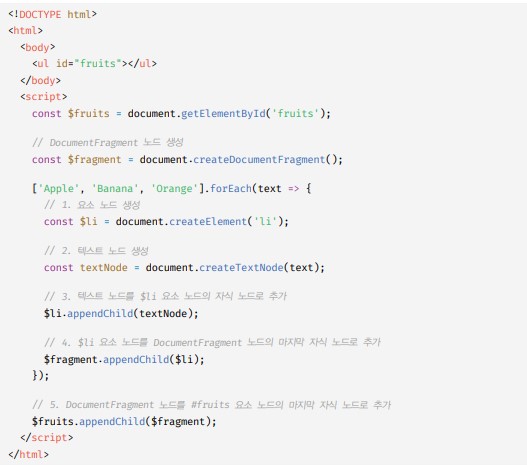 <!DOCTYPE html>
<html>
  <body>
    <ul id="fruits"></ul>
  </body>
  <script>
    const $fruits = document.getElementById('fruits');

    // DocumentFragment 노드 생성
    const $fragment = document.createDocumentFragment();

    ['Apple', 'Banana', 'Orange'].forEach(text => {
      // 1. 요소 노드 생성
      const $li = document.createElement('li');

      // 2. 텍스트 노드 생성
      const textNode = document.createTextNode(text);

      // 3. 텍스트 노드를 $li 요소 노드의 자식 노드로 추가
      $li.appendChild(textNode);

      // 4. $li 요소 노드를 DocumentFragment 노드의 마지막 자식 노드로 추가
      $fragment.appendChild($li);
    });

    // 5. DocumentFragment 노드를 #fruits 요소 노드의 마지막 자식 노드로 추가
    $fruits.appendChild($fragment);
  </script>
</html>